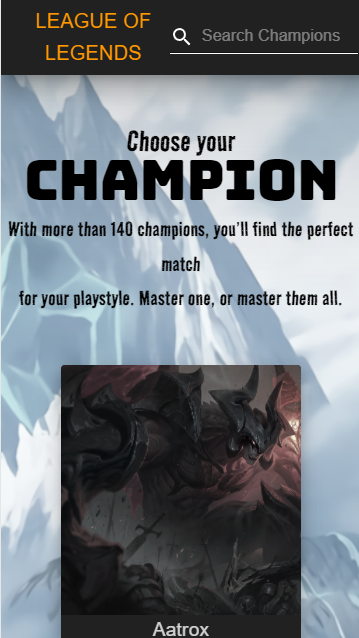 LEAGUE OF
LEGENDS
Search Champions
Choose your
CHAMPION
With more than 140 champions, you'll find the perfect
match
for your playstyle. Master one, or master them all.
Aatrox